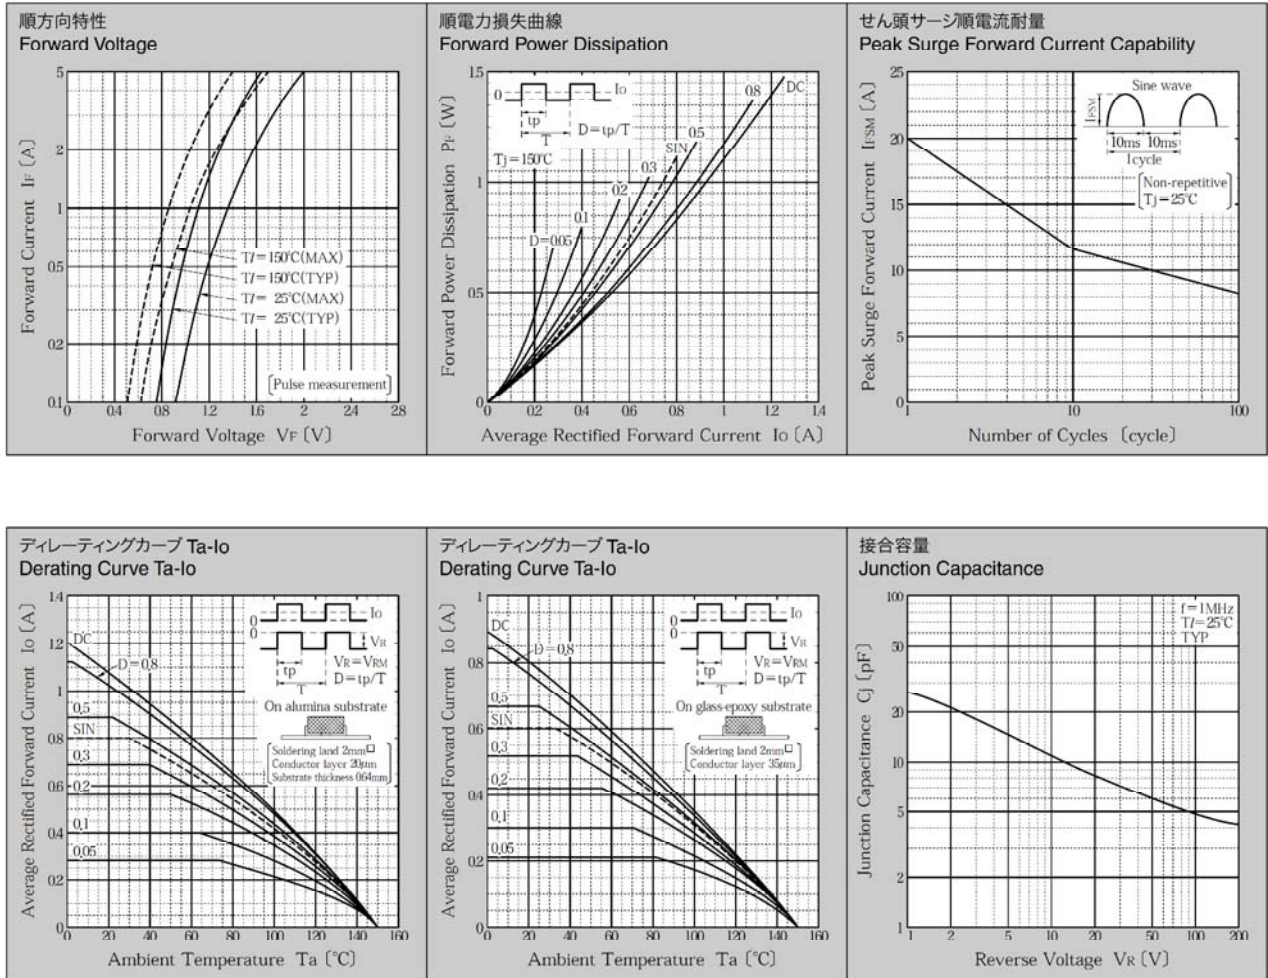 順方向特性
Forward Voltage
5
2
1
0.5
0.2
0.1
Forward Current IF [A]
Tl=150℃(MAX)
Tl=150℃(TYP)
Tl= 25℃(MAX)
Tl= 25℃(TYP)
[Pulse measurement]
0 0.4 0.8 1.2 1.6 2 2.4 2.8
Forward Voltage VF [V]
順電力損失曲線
Forward Power Dissipation
1.5
1
0.5
0
Forward Power Dissipation PF [W]
0
Io
tp
T
D=tp/T
Tj=150℃
DC
0.8
0.5
SIN
0.3
0.2
0.1
D=0.05
0 0.2 0.4 0.6 0.8 1 1.2 1.4
Average Rectified Forward Current Io [A]
せん頭サージ順電流耐量
Peak Surge Forward Current Capability
25
20
15
10
5
0
Peak Surge Forward Current IFSM [A]
Sine wave
IFSM
10ms 10ms
1cycle
[Non-repetitive
Tj=25℃]
1 10 100
Number of Cycles [cycle]
ディレーティングカーブ Ta-Io
Derating Curve Ta-Io
1.4
1.2
1
0.8
0.6
0.4
0.2
0
Average Rectified Forward Current Io [A]
DC
D=0.8
0.5
SIN
0.3
0.2
0.1
0.05
0
Io
0
VR
tp
T
VR=VRM
D=tp/T
On alumina substrate
[Soldering land 2mm□
Conductor layer 20μm
Substrate thickness 0.64mm]
0 20 40 60 80 100 120 140 160
Ambient Temperature Ta [℃]
ディレーティングカーブ Ta-Io
Derating Curve Ta-Io
1
0.8
0.6
0.4
0.2
0
Average Rectified Forward Current Io [A]
DC
D=0.8
0.5
SIN
0.3
0.2
0.1
0.05
0
Io
0
VR
tp
T
VR=VRM
D=tp/T
On glass-epoxy substrate
[Soldering land 2mm□
Conductor layer 35μm]
0 20 40 60 80 100 120 140 160
Ambient Temperature Ta [℃]
接合容量
Junction Capacitance
100
50
20
10
5
2
1
Junction Capacitance Cj [pF]
f=1MHz
Tl=25℃
TYP
1 2 5 10 20 50 100 200
Reverse Voltage VR [V]